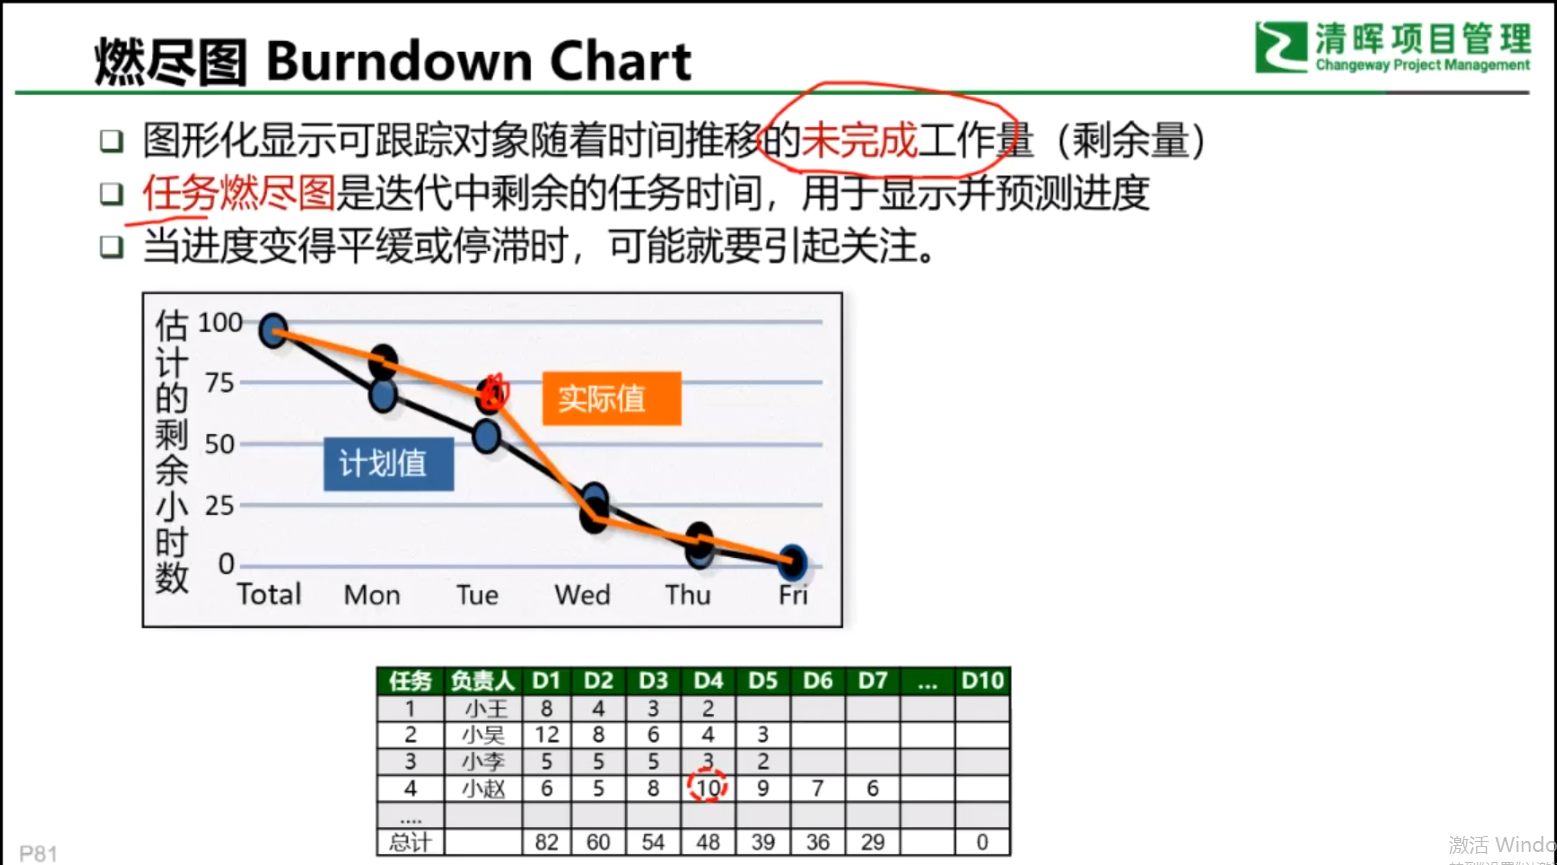 燃尽图 Burndown Chart
清晖项目管理
Changeway Project Management
图形化显示可跟踪对象随着时间推移的未完成工作量（剩余量）
任务燃尽图是迭代中剩余的任务时间，用于显示并预测进度
当进度变得平缓或停滞时，可能就要引起关注。
估计的剩余小时数
100
75
50
25
0
实际值
计划值
Total Mon Tue Wed Thu Fri
任务 负责人 D1 D2 D3 D4 D5 D6 D7 ... D10
1 小王 8 4 3 2
2 小吴 12 8 6 4 3
3 小李 5 5 5 3 2
4 小赵 6 5 8 10 9 7 6
....
总计 82 60 54 48 39 36 29 0
P81
激活 Windo